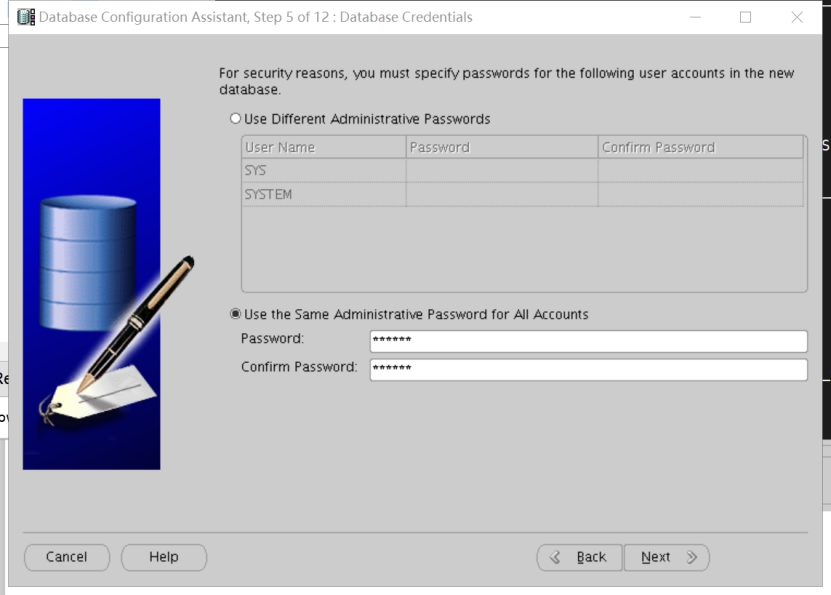 Database Configuration Assistant, Step 5 of 12 : Database Credentials
For security reasons, you must specify passwords for the following user accounts in the new
database.
Use Different Administrative Passwords
User Name Password Confirm Password
SYS
SYSTEM
Use the Same Administrative Password for All Accounts
Password: ******
Confirm Password: ******
Cancel Help Back Next